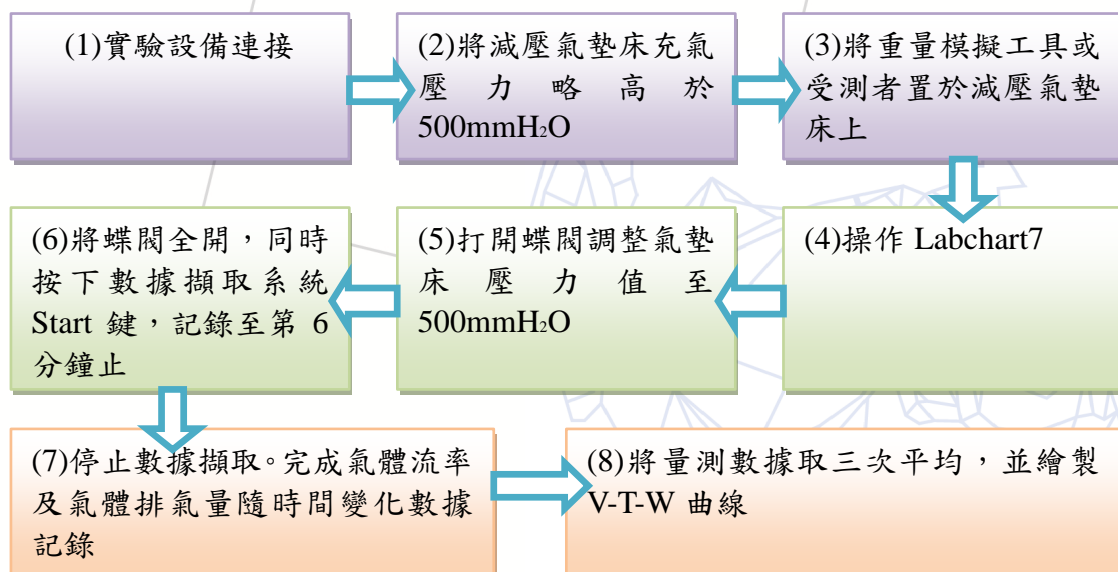 (1)實驗設備連接
(2)將減壓氣墊床充氣
壓力略高於
500mmH₂O
(3)將重量模擬工具或
受測者置於減壓氣墊
床上
(4)操作 Labchart7
(5)打開蝶閥調整氣墊
床壓力值至
500mmH₂O
(6)將蝶閥全開，同時
按下數據擷取系統
Start 鍵，記錄至第 6
分鐘止
(7)停止數據擷取。完成氣體流率
及氣體排氣量隨時間變化數據
記錄
(8)將量測數據取三次平均，並繪製
V-T-W 曲線